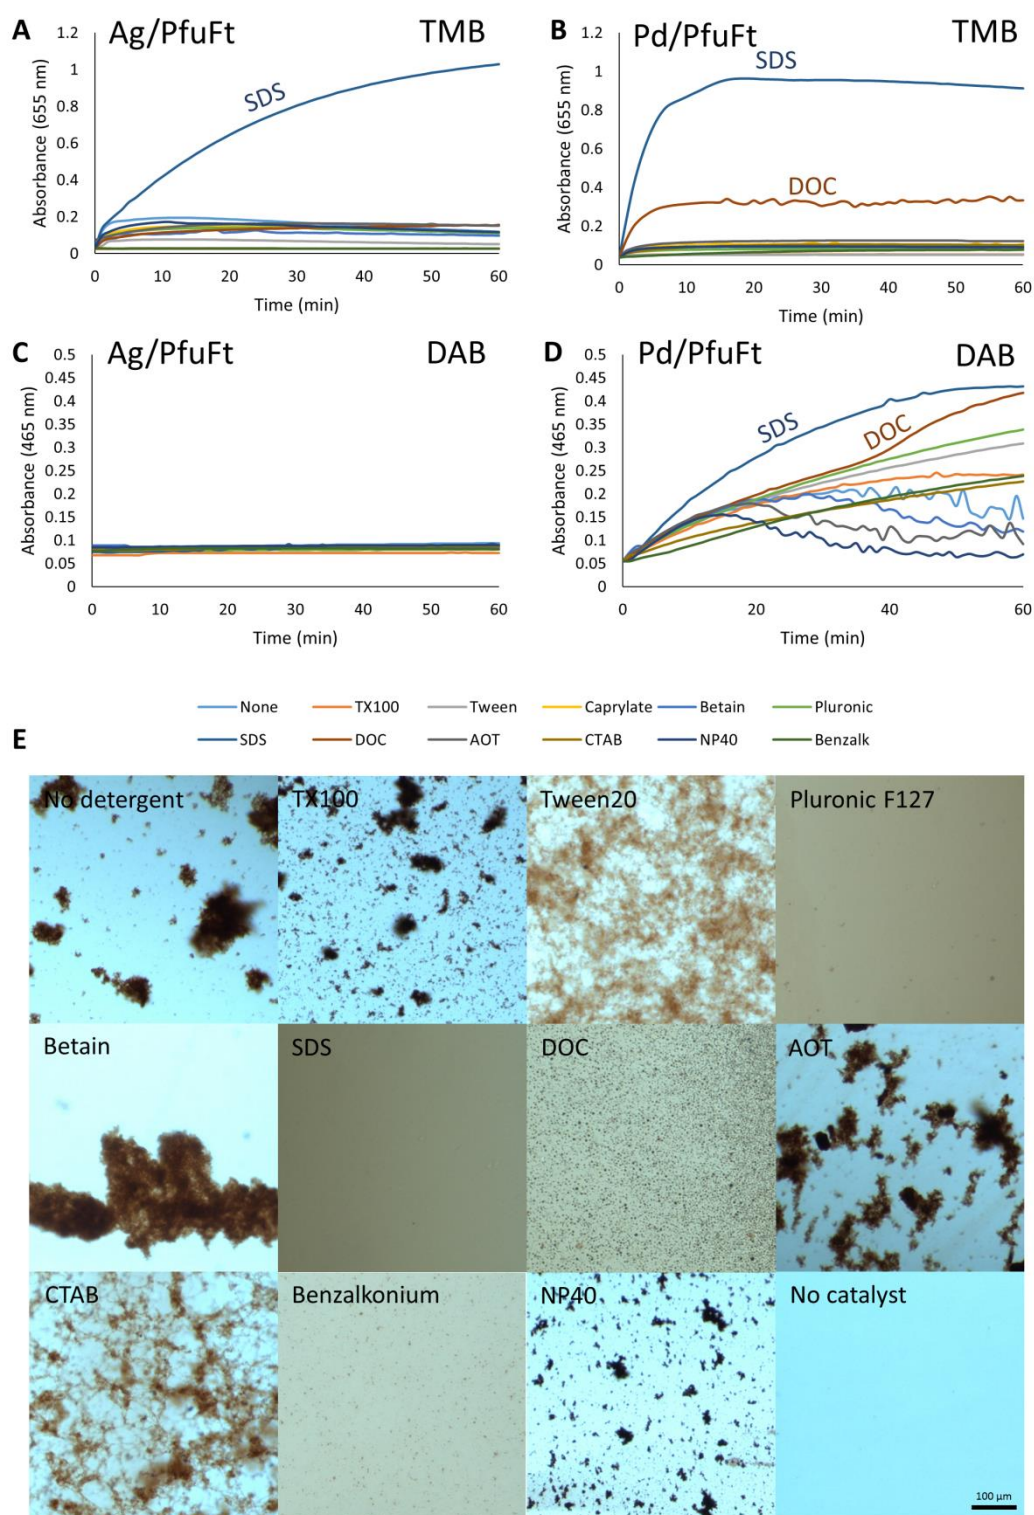 A
Ag/PfuFt
TMB
Absorbance (655 nm)
1.2
1
0.8
0.6
0.4
0.2
0
SDS
0 10 20 30 40 50 60
Time (min)
B
Pd/PfuFt
TMB
Absorbance (655 nm)
1.2
1
0.8
0.6
0.4
0.2
0
SDS
DOC
0 10 20 30 40 50 60
Time (min)
C
Ag/PfuFt
DAB
Absorbance (465 nm)
0.5
0.45
0.4
0.35
0.3
0.25
0.2
0.15
0.1
0.05
0
0 10 20 30 40 50 60
Time (min)
D
Pd/PfuFt
DAB
Absorbance (465 nm)
0.5
0.45
0.4
0.35
0.3
0.25
0.2
0.15
0.1
0.05
0
SDS
DOC
0 20 40 60
Time (min)
None TX100 Tween Caprylate Betain Pluronic
SDS DOC AOT CTAB NP40 Benzalk
E
No detergent
TX100
Tween20
Pluronic F127
Betain
SDS
DOC
AOT
CTAB
Benzalkonium
NP40
No catalyst
100 µm